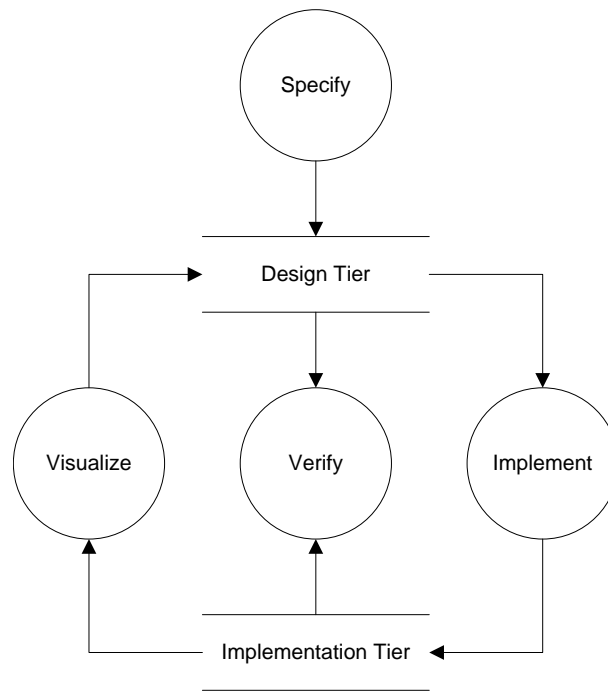 Specify
Design Tier
Visualize
Verify
Implement
Implementation Tier